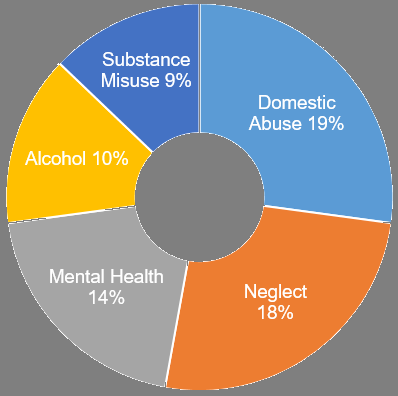 Substance
Misuse 9%
Domestic
Abuse 19%
Alcohol 10%
Mental Health
14%
Neglect
18%